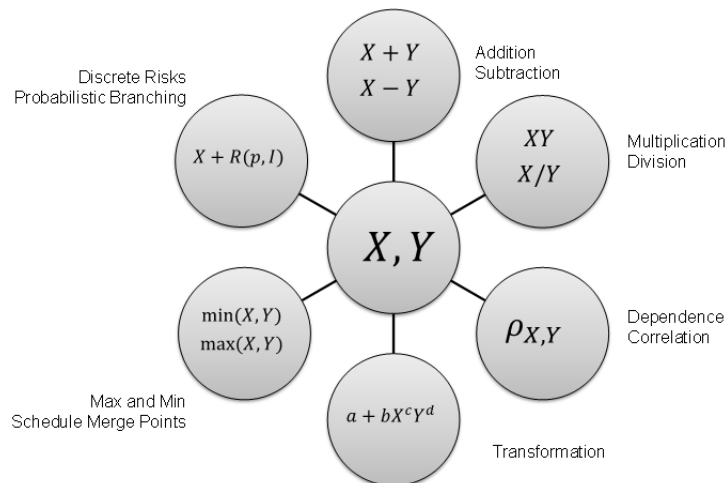 X + Y
X − Y
Addition
Subtraction
Discrete Risks
Probabilistic Branching
X + R(p, I)
XY
X/Y
Multiplication
Division
X, Y
min(X, Y)
max(X, Y)
Max and Min
Schedule Merge Points
ρX,Y
Dependence
Correlation
a + bXᶜYᵈ
Transformation